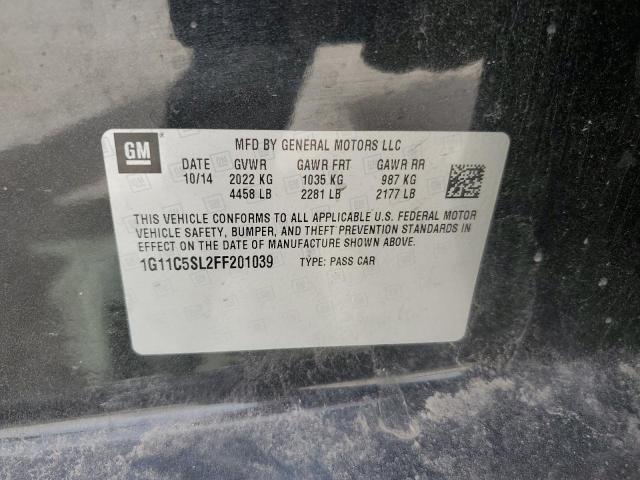 GM
MFD BY GENERAL MOTORS LLC
DATE GVWR GAWR FRT GAWR RR
10/14 2022 KG 1035 KG 987 KG
4458 LB 2281 LB 2177 LB
THIS VEHICLE CONFORMS TO ALL APPLICABLE U.S. FEDERAL MOTOR
VEHICLE SAFETY, BUMPER, AND THEFT PREVENTION STANDARDS IN
EFFECT ON THE DATE OF MANUFACTURE SHOWN ABOVE.
1G11C5SL2FF201039 TYPE: PASS CAR